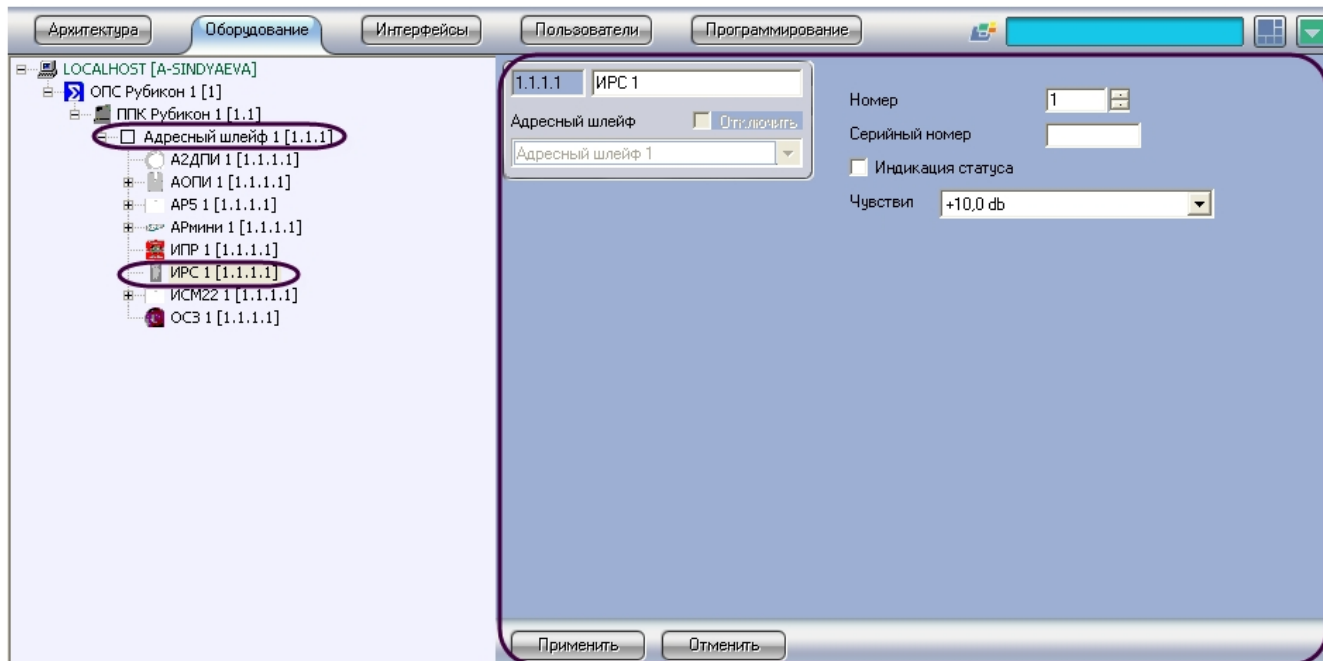 Архитектура Оборудование Интерфейсы Пользователи Программирование
LOCALHOST [A-SINDYAEVA]
ОПС Рубикон 1 [1]
ППК Рубикон 1 [1.1]
Адресный шлейф 1 [1.1.1]
А2ДПИ 1 [1.1.1.1]
АОПИ 1 [1.1.1.1]
АР5 1 [1.1.1.1]
АРмини 1 [1.1.1.1]
ИПР 1 [1.1.1.1]
ИРС 1 [1.1.1.1]
ИСМ22 1 [1.1.1.1]
ОСЗ 1 [1.1.1.1]
1.1.1.1 ИРС 1
Адресный шлейф Отключить
Адресный шлейф 1
Номер 1
Серийный номер
Индикация статуса
Чувствил +10,0 db
Применить Отменить